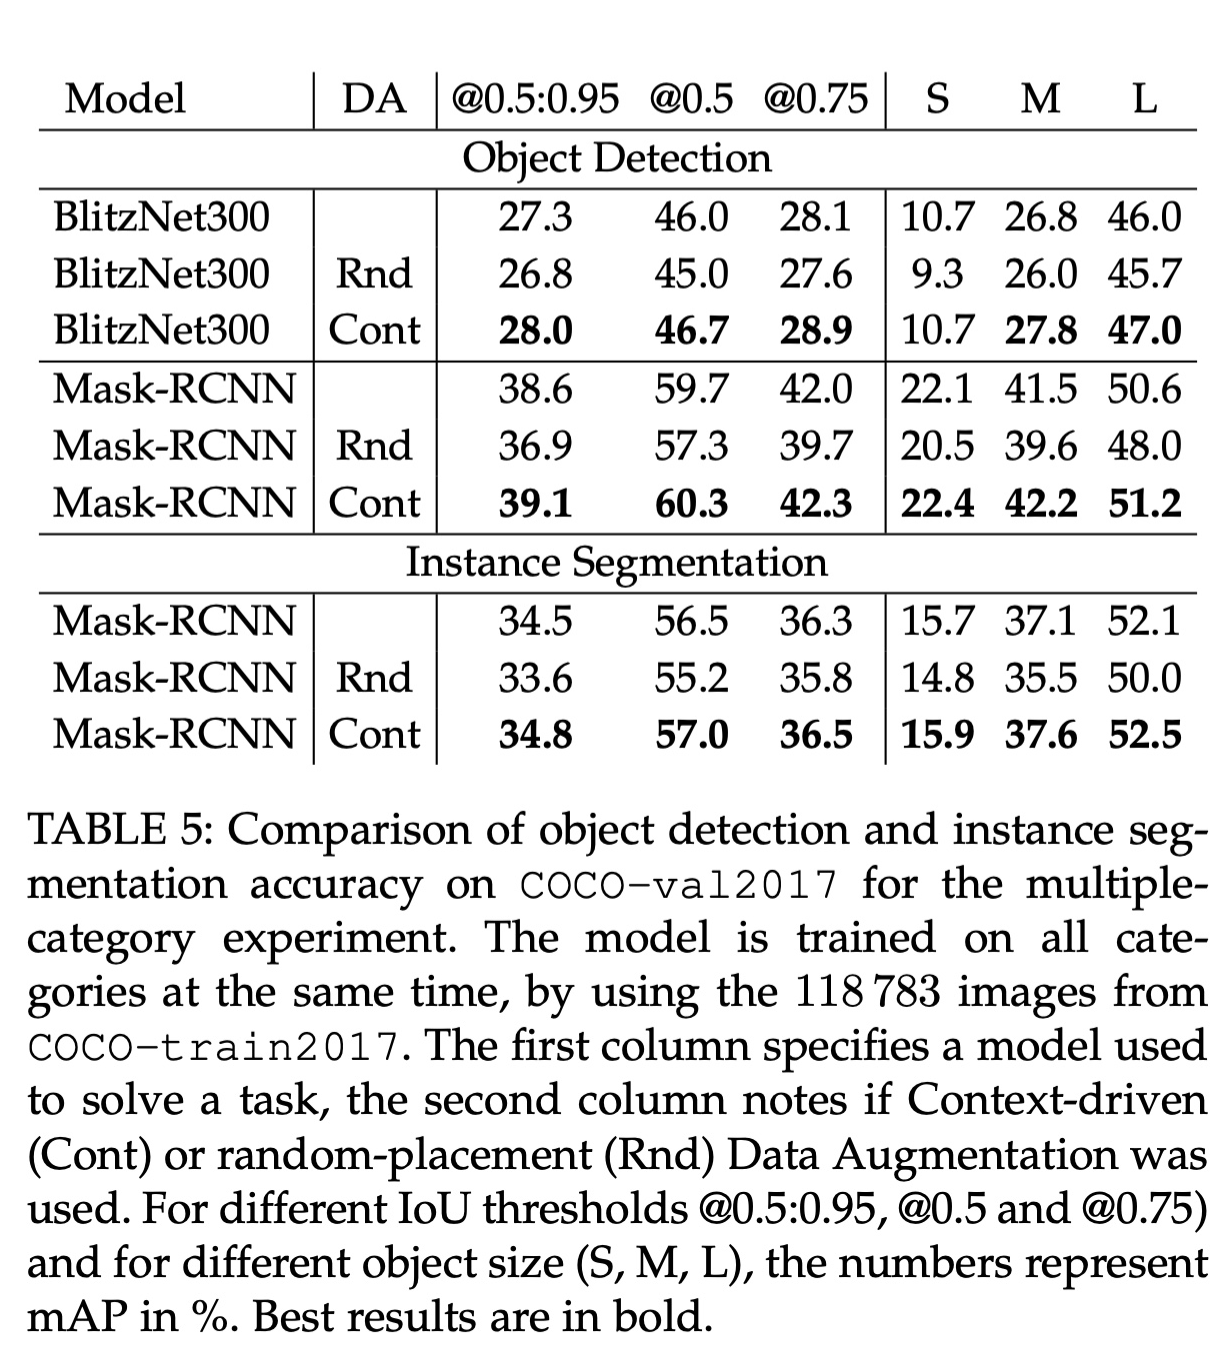 Model DA @0.5:0.95 @0.5 @0.75 S M L
Object Detection
BlitzNet300 27.3 46.0 28.1 10.7 26.8 46.0
BlitzNet300 Rnd 26.8 45.0 27.6 9.3 26.0 45.7
BlitzNet300 Cont 28.0 46.7 28.9 10.7 27.8 47.0
Mask-RCNN 38.6 59.7 42.0 22.1 41.5 50.6
Mask-RCNN Rnd 36.9 57.3 39.7 20.5 39.6 48.0
Mask-RCNN Cont 39.1 60.3 42.3 22.4 42.2 51.2
Instance Segmentation
Mask-RCNN 34.5 56.5 36.3 15.7 37.1 52.1
Mask-RCNN Rnd 33.6 55.2 35.8 14.8 35.5 50.0
Mask-RCNN Cont 34.8 57.0 36.5 15.9 37.6 52.5
TABLE 5: Comparison of object detection and instance seg-
mentation accuracy on COCO-val2017 for the multiple-
category experiment. The model is trained on all cate-
gories at the same time, by using the 118 783 images from
COCO-train2017. The first column specifies a model used
to solve a task, the second column notes if Context-driven
(Cont) or random-placement (Rnd) Data Augmentation was
used. For different IoU thresholds @0.5:0.95, @0.5 and @0.75)
and for different object size (S, M, L), the numbers represent
mAP in %. Best results are in bold.